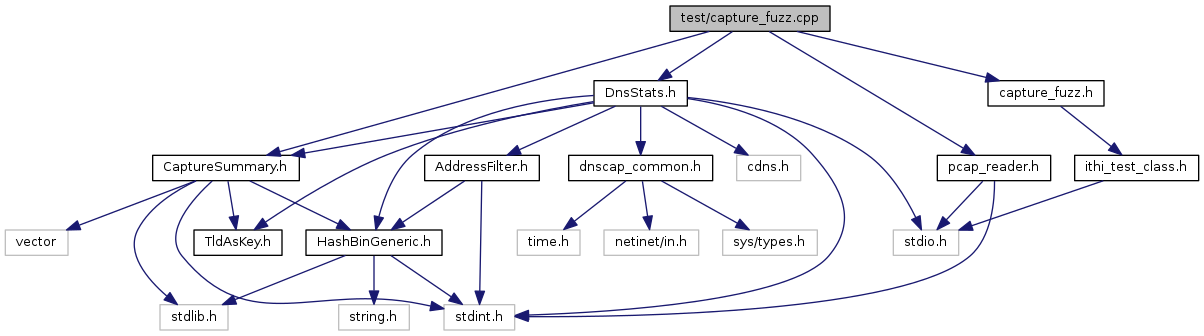 test/capture_fuzz.cpp
DnsStats.h
capture_fuzz.h
CaptureSummary.h
AddressFilter.h
dnscap_common.h
cdns.h
pcap_reader.h
ithi_test_class.h
vector
TldAsKey.h
HashBinGeneric.h
time.h
netinet/in.h
sys/types.h
stdio.h
stdlib.h
string.h
stdint.h